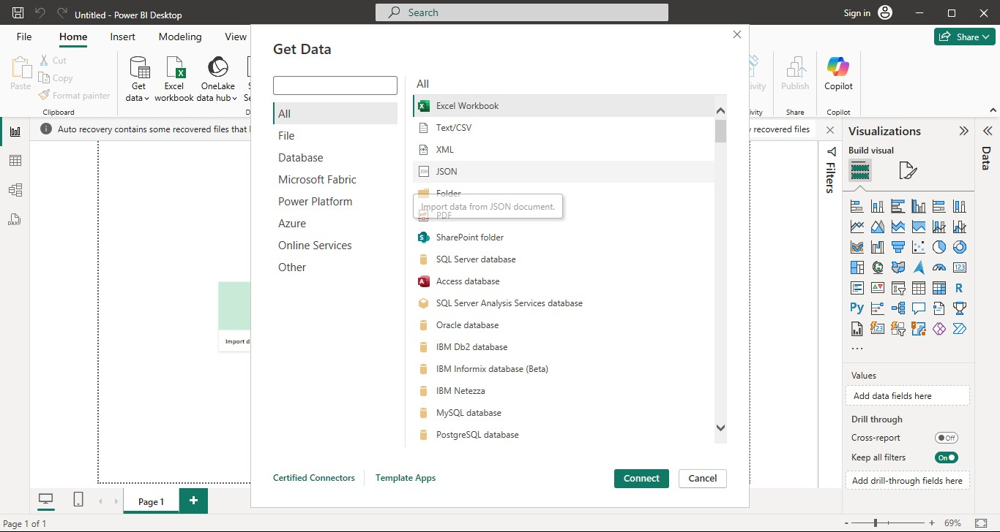 Untitled - Power BI Desktop
Search
Sign in
File
Home
Insert
Modeling
View
Share
Paste
Cut
Copy
Format painter
Clipboard
Get
data
Excel
workbook
OneLake
data hub
Publish
Share
Copilot
Copilot
Auto recovery contains some recovered files that
recovered files
Get Data
All
File
Database
Microsoft Fabric
Power Platform
Azure
Online Services
Other
All
Excel Workbook
Text/CSV
XML
JSON
Folder
Import data from JSON document.
PDF
SharePoint folder
SQL Server database
Access database
SQL Server Analysis Services database
Oracle database
IBM Db2 database
IBM Informix database (Beta)
IBM Netezza
MySQL database
PostgreSQL database
Certified Connectors
Template Apps
Connect
Cancel
Import
Filters
Visualizations
Build visual
123
R
Py
123
...
Values
Add data fields here
Drill through
Cross-report
Off
Keep all filters
On
Add drill-through fields here
Data
DAX
Page 1
+
Page 1 of 1
- + 69%